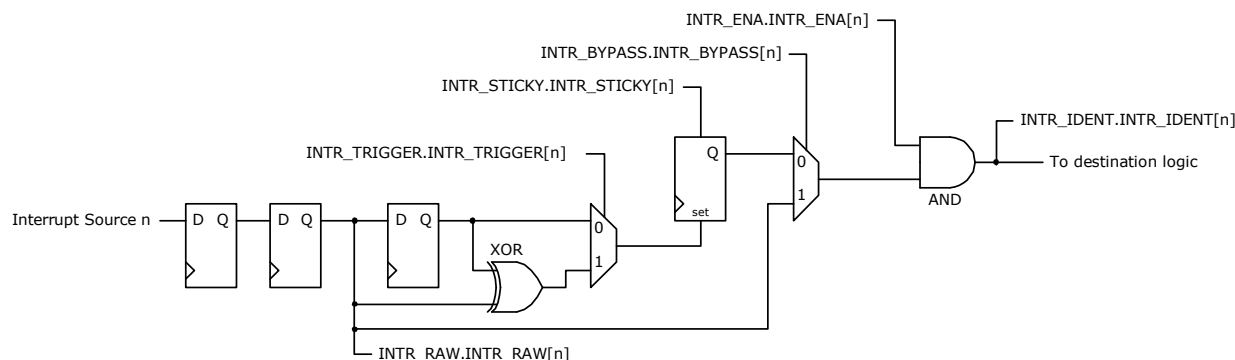 INTR_ENA.INTR_ENA[n]
INTR_BYPASS.INTR_BYPASS[n]
INTR_STICKY.INTR_STICKY[n]
INTR_IDENT.INTR_IDENT[n]
INTR_TRIGGER.INTR_TRIGGER[n]
Q
0
To destination logic
1
AND
set
Interrupt Source n
D Q
D Q
D Q
0
XOR
1
INTR_RAW.INTR_RAW[n]